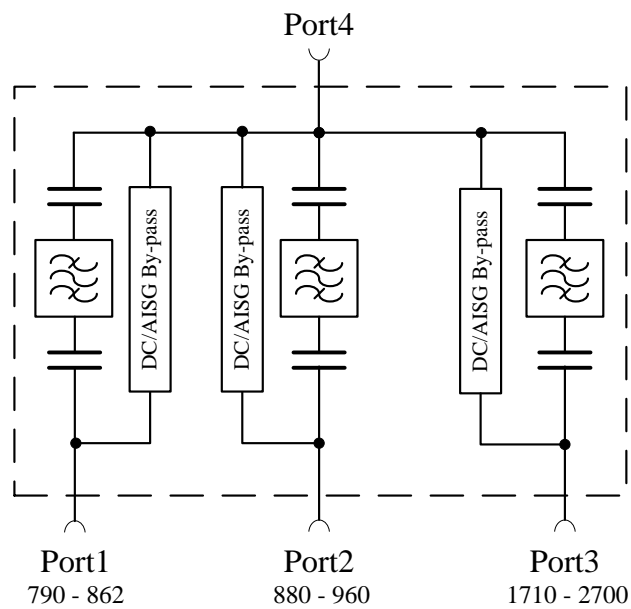 Port4
DC/AISG By-pass
DC/AISG By-pass
DC/AISG By-pass
Port1
790 - 862
Port2
880 - 960
Port3
1710 - 2700